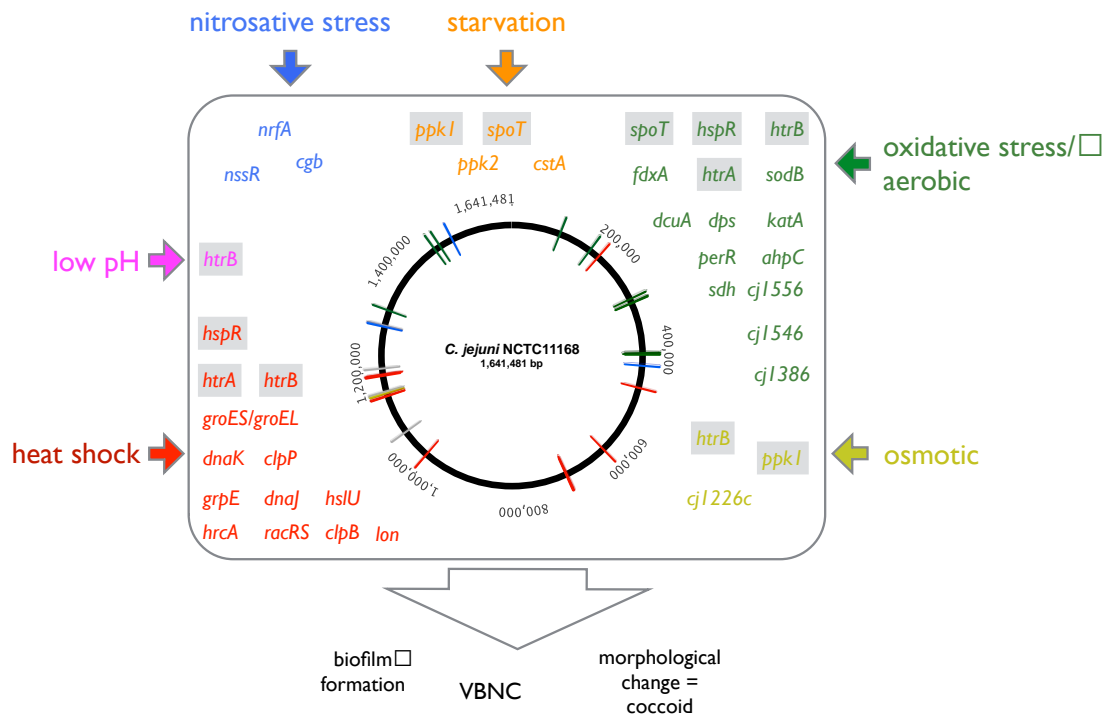 nitrosative stress
starvation
nrfA
nssR
cgb
ppk1
spoT
ppk2
cstA
spoT
hspR
htrB
fdxA
htrA
sodB
dcuA
dps
katA
perR
ahpC
sdh
cj1556
cj1546
cj1386
oxidative stress/□
aerobic
low pH
htrB
heat shock
hspR
htrA
htrB
groES/groEL
dnaK
clpP
grpE
dnaJ
hslU
hrcA
racRS
clpB
lon
1,641,481
200,000
400,000
600,000
800,000
1,000,000
1,200,000
1,400,000
C. jejuni NCTC11168
1,641,481 bp
htrB
ppk1
cj1226c
osmotic
biofilm□
formation
VBNC
morphological
change =
coccoid